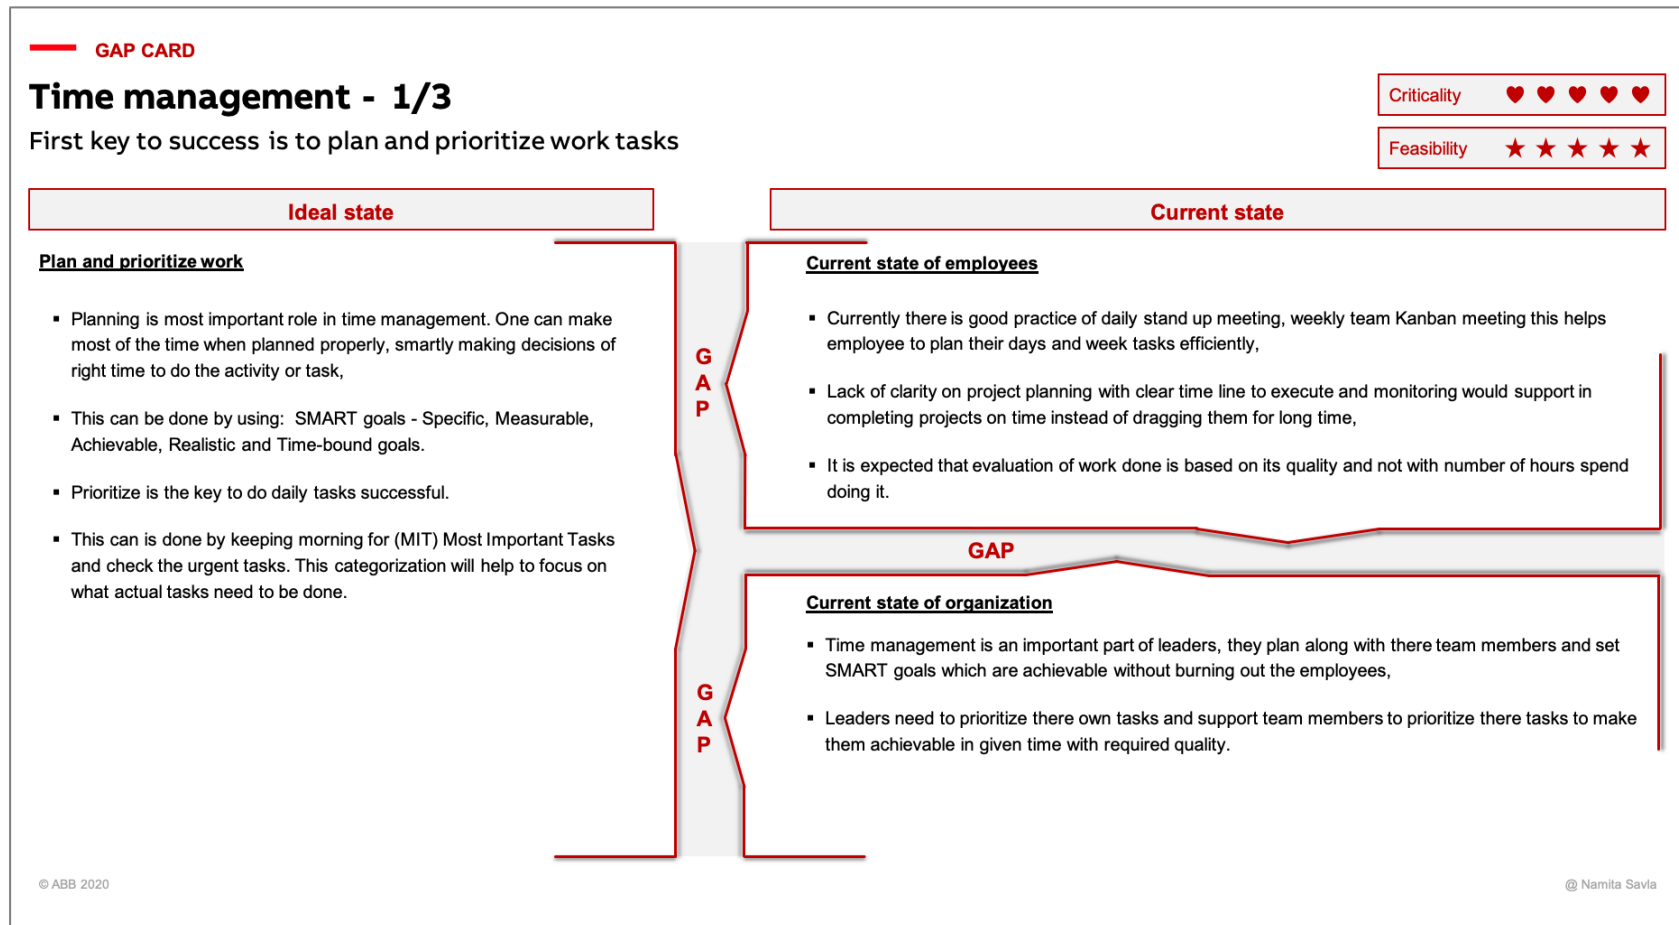 GAP CARD
Time management - 1/3
First key to success is to plan and prioritize work tasks
Criticality
Feasibility
Ideal state
Current state
Plan and prioritize work
▪ Planning is most important role in time management. One can make
most of the time when planned properly, smartly making decisions of
right time to do the activity or task,
▪ This can be done by using: SMART goals - Specific, Measurable,
Achievable, Realistic and Time-bound goals.
▪ Prioritize is the key to do daily tasks successful.
▪ This can is done by keeping morning for (MIT) Most Important Tasks
and check the urgent tasks. This categorization will help to focus on
what actual tasks need to be done.
G
A
P
G
A
P
Current state of employees
▪ Currently there is good practice of daily stand up meeting, weekly team Kanban meeting this helps
employee to plan their days and week tasks efficiently,
▪ Lack of clarity on project planning with clear time line to execute and monitoring would support in
completing projects on time instead of dragging them for long time,
▪ It is expected that evaluation of work done is based on its quality and not with number of hours spend
doing it.
GAP
Current state of organization
▪ Time management is an important part of leaders, they plan along with there team members and set
SMART goals which are achievable without burning out the employees,
▪ Leaders need to prioritize there own tasks and support team members to prioritize there tasks to make
them achievable in given time with required quality.
© ABB 2020
@ Namita Savla